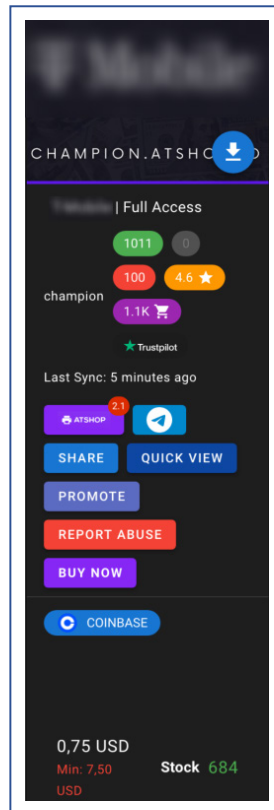 CHAMPION.ATSHO
| Full Access
1011 0
100 4.6
champion
1.1K
Trustpilot
Last Sync: 5 minutes ago
ATSHOP 2.1
SHARE QUICK VIEW
PROMOTE
REPORT ABUSE
BUY NOW
COINBASE
0,75 USD
Min: 7,50
USD
Stock 684